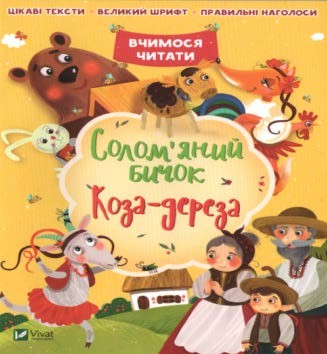 ЦІКАВІ ТЕКСТИ • ВЕЛИКИЙ ШРИФТ • ПРАВИЛЬНІ НАГОЛОСИ
ВЧИМОСЯ
ЧИТАТИ
Солом'яний
бичок
Коза-дереза
Vivat